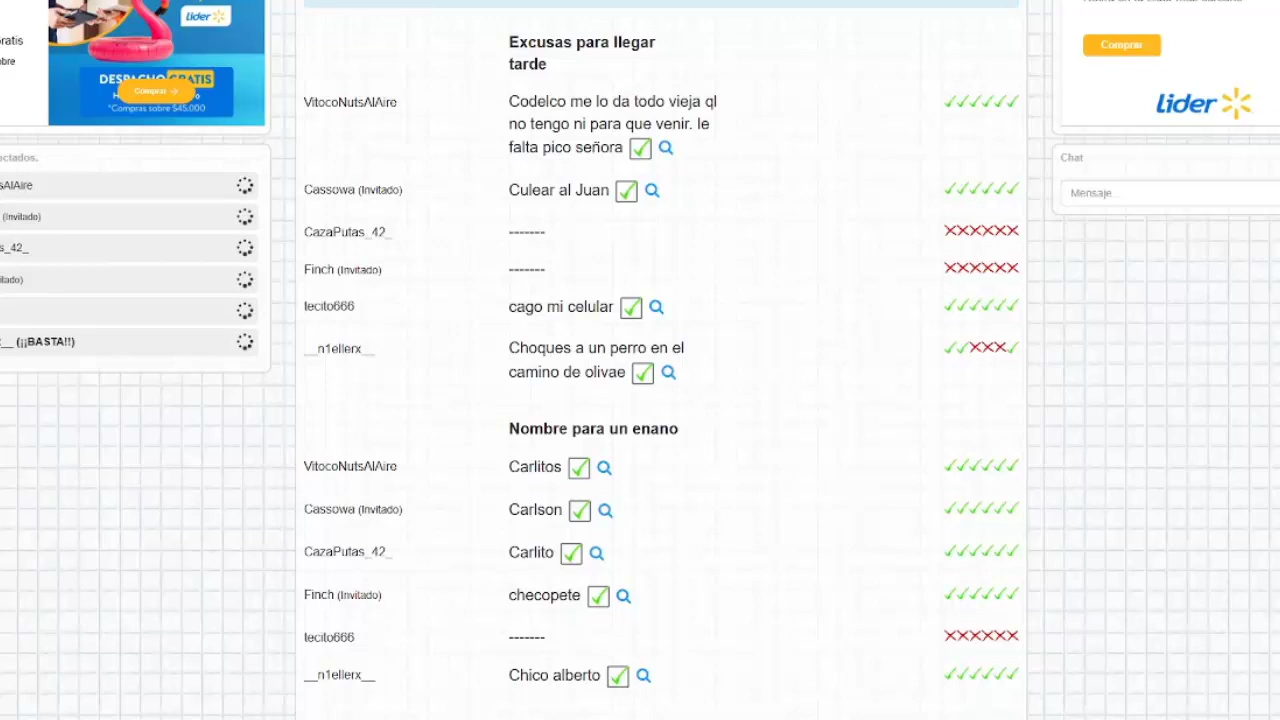 lider
ratis
bre
DESPACHO GRATIS
Comprar →
*Compras sobre $45.000
uctados.
sAlAire
(Invitado)
s_42_
itado)
__ (¡¡BASTA!!)
Excusas para llegar
tarde
VitocoNutsAlAire
Codelco me lo da todo vieja ql
no tengo ni para que venir. le
falta pico señora
Cassowa (Invitado)
Culear al Juan
CazaPutas_42_
-------
Finch (Invitado)
-------
tecito666
cago mi celular
__n1ellerx__
Choques a un perro en el
camino de olivae
Nombre para un enano
VitocoNutsAlAire
Carlitos
Cassowa (Invitado)
Carlson
CazaPutas_42_
Carlito
Finch (Invitado)
checopete
tecito666
-------
__n1ellerx__
Chico alberto
Comprar
lider
Chat
Mensaje...